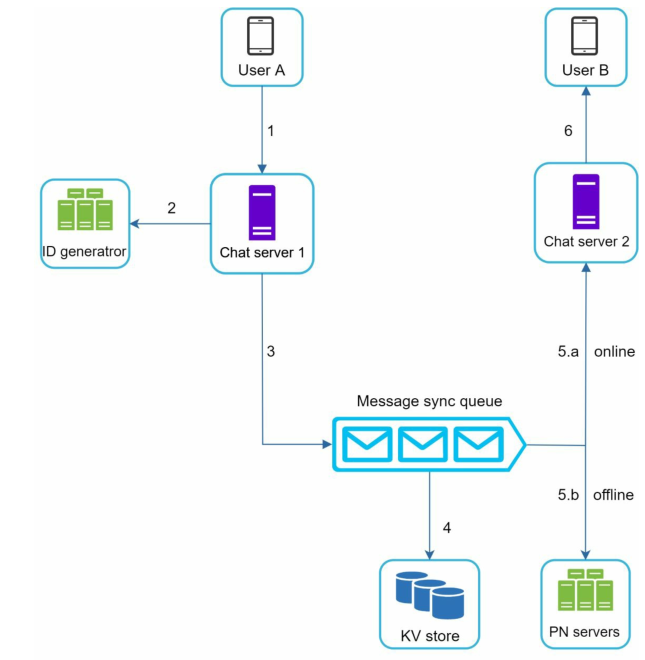 User A
User B
1
6
2
ID generatror
Chat server 1
Chat server 2
3
5.a online
Message sync queue
5.b offline
4
KV store
PN servers